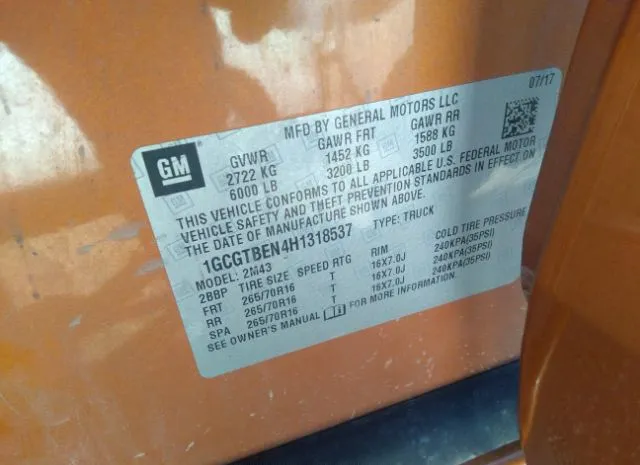 07/17
MFD BY GENERAL MOTORS LLC
GM
GVWR GAWR FRT GAWR RR
2722 KG 1452 KG 1588 KG
6000 LB 3200 LB 3500 LB
THIS VEHICLE CONFORMS TO ALL APPLICABLE U.S. FEDERAL MOTOR
VEHICLE SAFETY AND THEFT PREVENTION STANDARDS IN EFFECT ON
THE DATE OF MANUFACTURE SHOWN ABOVE.
1GCGTBEN4H1318537 TYPE: TRUCK
MODEL: 2M43
2BBP TIRE SIZE SPEED RTG RIM COLD TIRE PRESSURE
FRT 265/70R16 T 16X7.0J 240KPA(35PSI)
RR 265/70R16 T 16X7.0J 240KPA(35PSI)
SPA 265/70R16 T 16X7.0J 240KPA(35PSI)
SEE OWNER'S MANUAL FOR MORE INFORMATION.